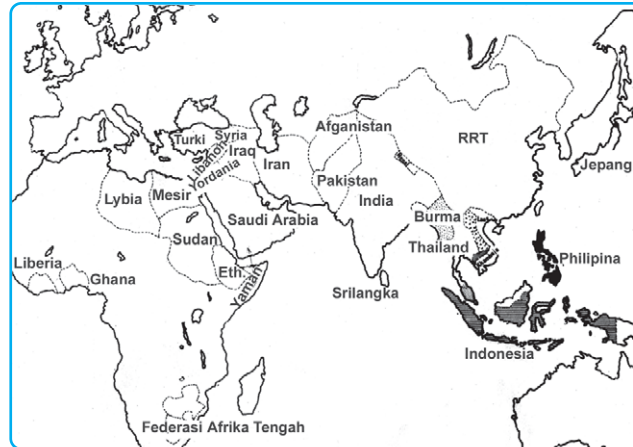 Turki
Syria
Libanon
Yordania
Iraq
Iran
Afganistan
RRT
Jepang
Lybia
Mesir
Pakistan
India
Saudi Arabia
Burma
Sudan
Thailand
Philipina
Liberia
Ghana
Eth.
Yaman
Srilangka
Indonesia
Federasi Afrika Tengah